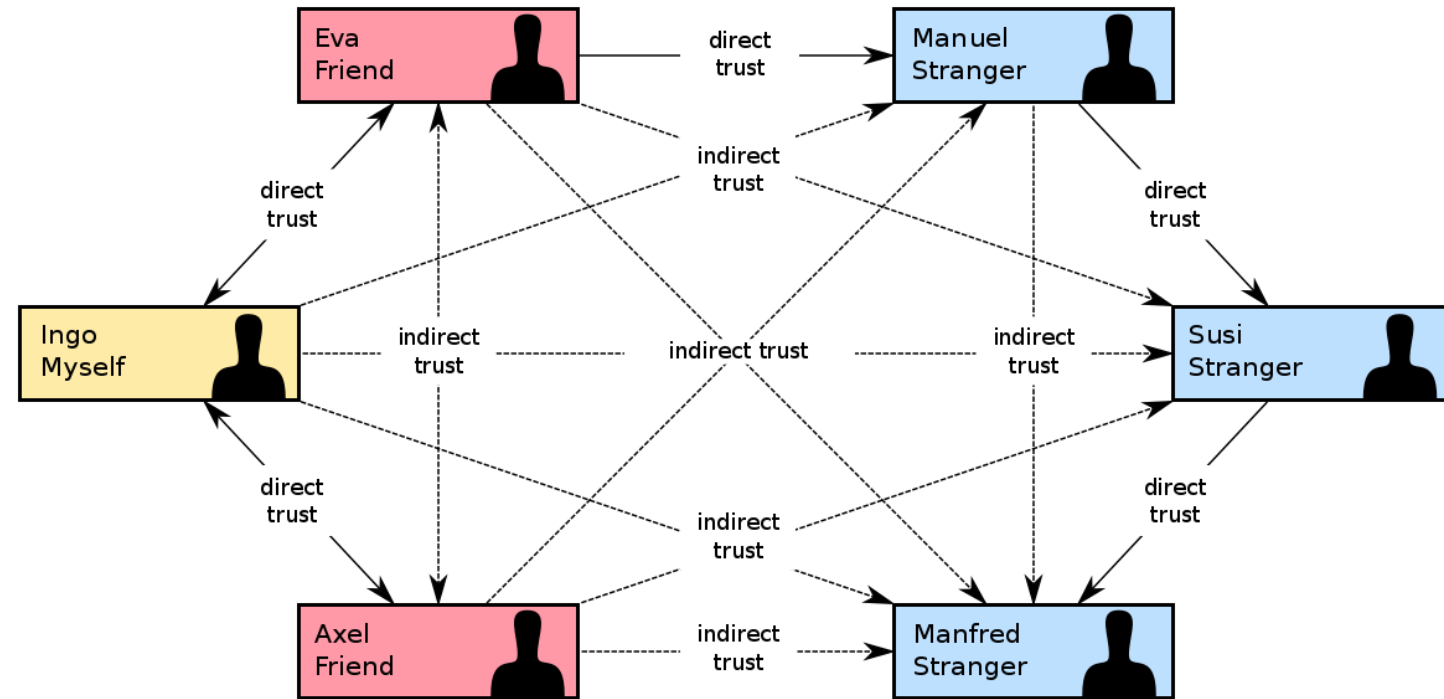 Eva
Friend
direct
trust
Manuel
Stranger
indirect
trust
direct
trust
direct
trust
Ingo
Myself
indirect
trust
indirect trust
indirect
trust
Susi
Stranger
direct
trust
indirect
trust
direct
trust
Axel
Friend
indirect
trust
Manfred
Stranger